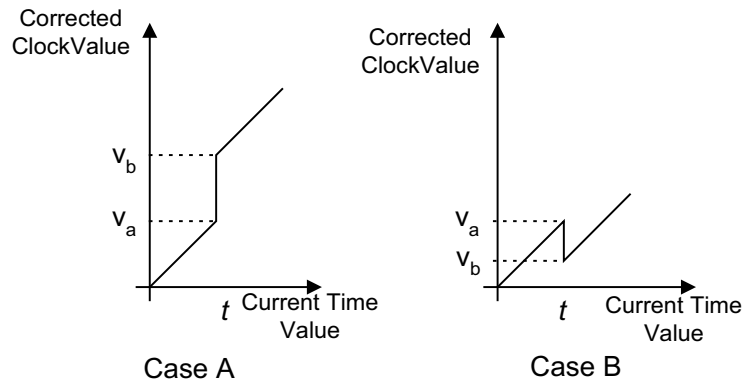 Corrected
ClockValue
v_b
v_a
t
Current Time
Value
Case A
Corrected
ClockValue
v_a
v_b
t
Current Time
Value
Case B